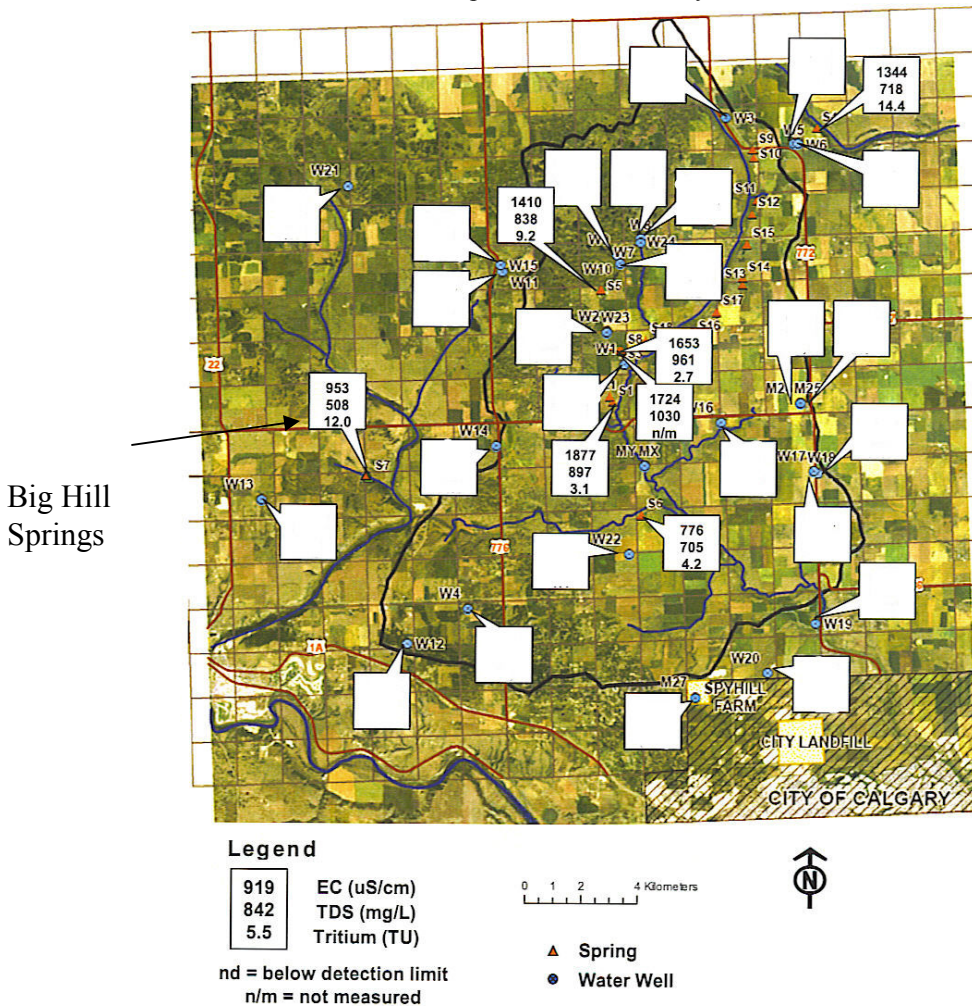 W3
1344
718
14.4
W5
W6
S9
S10
W21
S11
S12
1410
838
9.2
W24
S15
772
W15
W11
W7
W10
S5
S13
S14
S17
S16
W23
S8
W1
22
1653
961
2.7
953
508
12.0
S1
1724
1030
n/m
M25
W16
W14
1877
897
3.1
MY
MX
W17
S7
W13
Big Hill
Springs
776
776
705
4.2
W22
W4
W19
1A
W12
W20
M27
SPYHILL
FARM
CITY LANDFILL
CITY OF CALGARY
Legend
919 EC (uS/cm)
842 TDS (mg/L)
5.5 Tritium (TU)
nd = below detection limit
n/m = not measured
0 1 2 4 Kilometers
Spring
Water Well
N